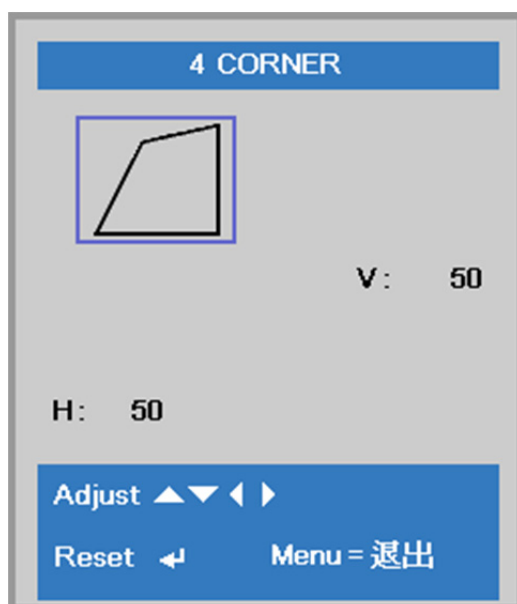 4 CORNER
V: 50
H: 50
Adjust
Reset Menu = 退出